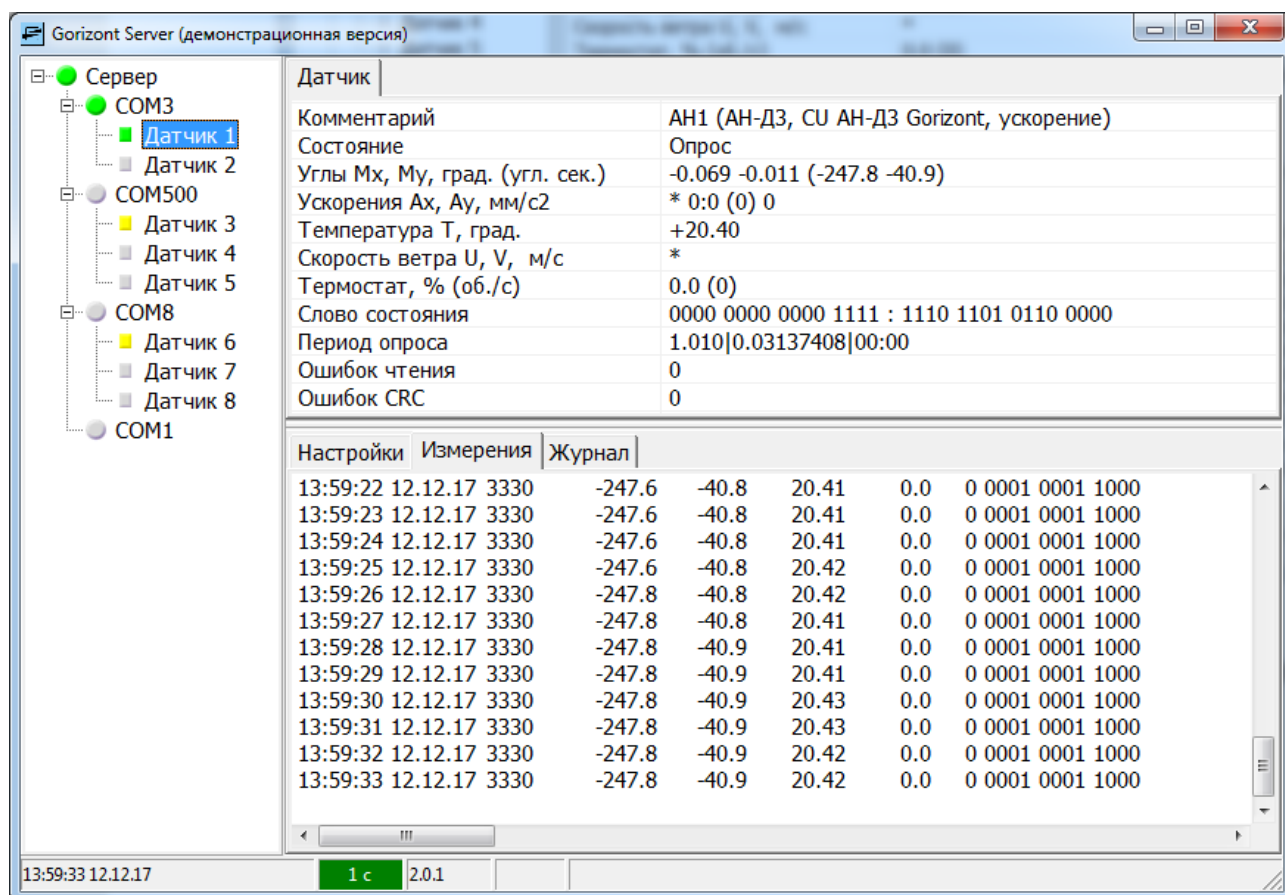 Gorizont Server (демонстрационная версия)
Сервер
COM3
Датчик 1
Датчик 2
COM500
Датчик 3
Датчик 4
Датчик 5
COM8
Датчик 6
Датчик 7
Датчик 8
COM1
Датчик
Комментарий АН1 (АН-Д3, CU АН-Д3 Gorizont, ускорение)
Состояние Опрос
Углы Mx, My, град. (угл. сек.) -0.069 -0.011 (-247.8 -40.9)
Ускорения Ax, Ay, мм/с2 * 0:0 (0) 0
Температура T, град. +20.40
Скорость ветра U, V, м/с *
Термостат, % (об./с) 0.0 (0)
Слово состояния 0000 0000 0000 1111 : 1110 1101 0110 0000
Период опроса 1.010|0.03137408|00:00
Ошибок чтения 0
Ошибок CRC 0
Настройки Измерения Журнал
13:59:22 12.12.17 3330 -247.6 -40.8 20.41 0.0 0 0001 0001 1000
13:59:23 12.12.17 3330 -247.6 -40.8 20.41 0.0 0 0001 0001 1000
13:59:24 12.12.17 3330 -247.6 -40.8 20.41 0.0 0 0001 0001 1000
13:59:25 12.12.17 3330 -247.6 -40.8 20.42 0.0 0 0001 0001 1000
13:59:26 12.12.17 3330 -247.8 -40.8 20.42 0.0 0 0001 0001 1000
13:59:27 12.12.17 3330 -247.8 -40.8 20.41 0.0 0 0001 0001 1000
13:59:28 12.12.17 3330 -247.8 -40.9 20.41 0.0 0 0001 0001 1000
13:59:29 12.12.17 3330 -247.8 -40.9 20.41 0.0 0 0001 0001 1000
13:59:30 12.12.17 3330 -247.8 -40.9 20.43 0.0 0 0001 0001 1000
13:59:31 12.12.17 3330 -247.8 -40.9 20.43 0.0 0 0001 0001 1000
13:59:32 12.12.17 3330 -247.8 -40.9 20.42 0.0 0 0001 0001 1000
13:59:33 12.12.17 3330 -247.8 -40.9 20.42 0.0 0 0001 0001 1000
13:59:33 12.12.17 1 с 2.0.1